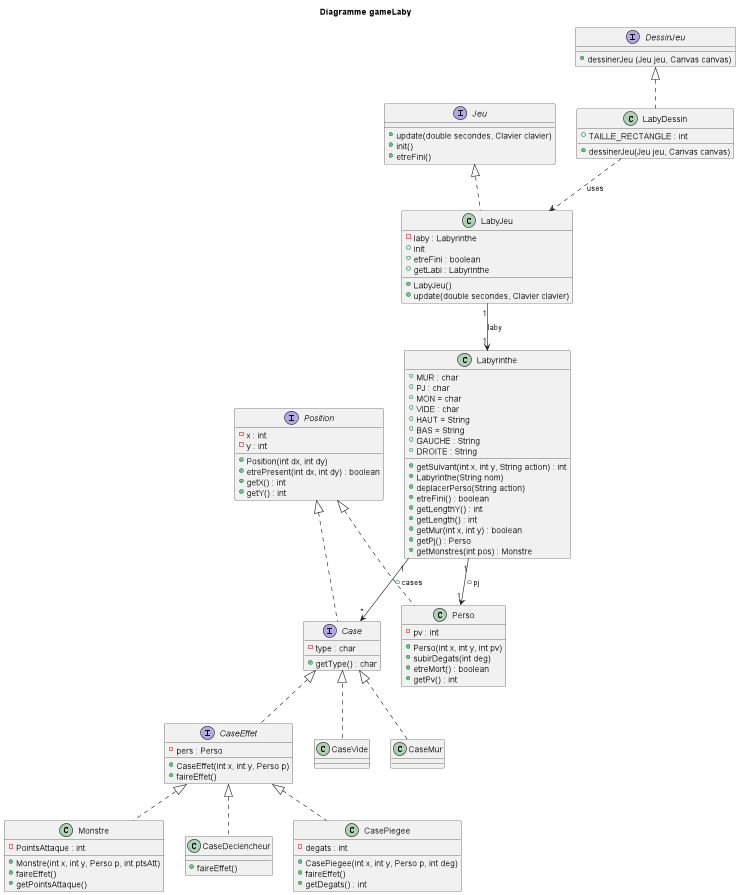 Diagramme gameLaby
I DessinJeu
dessinerJeu (Jeu jeu, Canvas canvas)
C LabyDessin
TAILLE_RECTANGLE : int
dessinerJeu(Jeu jeu, Canvas canvas)
I Jeu
update(double secondes, Clavier clavier)
init()
etreFini()
uses
C LabyJeu
laby : Labyrinthe
init
etreFini : boolean
getLabi : Labyrinthe
LabyJeu()
update(double secondes, Clavier clavier)
1
laby
1
C Labyrinthe
MUR : char
PJ : char
MON = char
VIDE : char
HAUT = String
BAS = String
GAUCHE : String
DROITE : String
getSuivant(int x, int y, String action) : int
Labyrinthe(String nom)
deplacerPerso(String action)
etreFini() : boolean
getLengthY() : int
getLength() : int
getMur(int x, int y) : boolean
getPj() : Perso
getMonstres(int pos) : Monstre
I Position
x : int
y : int
Position(int dx, int dy)
etrePresent(int dx, int dy) : boolean
getX() : int
getY() : int
1
cases
*
1
pj
1
I Case
type : char
getType() : char
C Perso
pv : int
Perso(int x, int y, int pv)
subirDegats(int deg)
etreMort() : boolean
getPv() : int
I CaseEffet
pers : Perso
CaseEffet(int x, int y, Perso p)
faireEffet()
C CaseVide
C CaseMur
C Monstre
PointsAttaque : int
Monstre(int x, int y, Perso p, int ptsAtt)
faireEffet()
getPointsAttaque()
C CaseDeclencheur
faireEffet()
C CasePiegee
degats : int
CasePiegee(int x, int y, Perso p, int deg)
faireEffet()
getDegats() : int